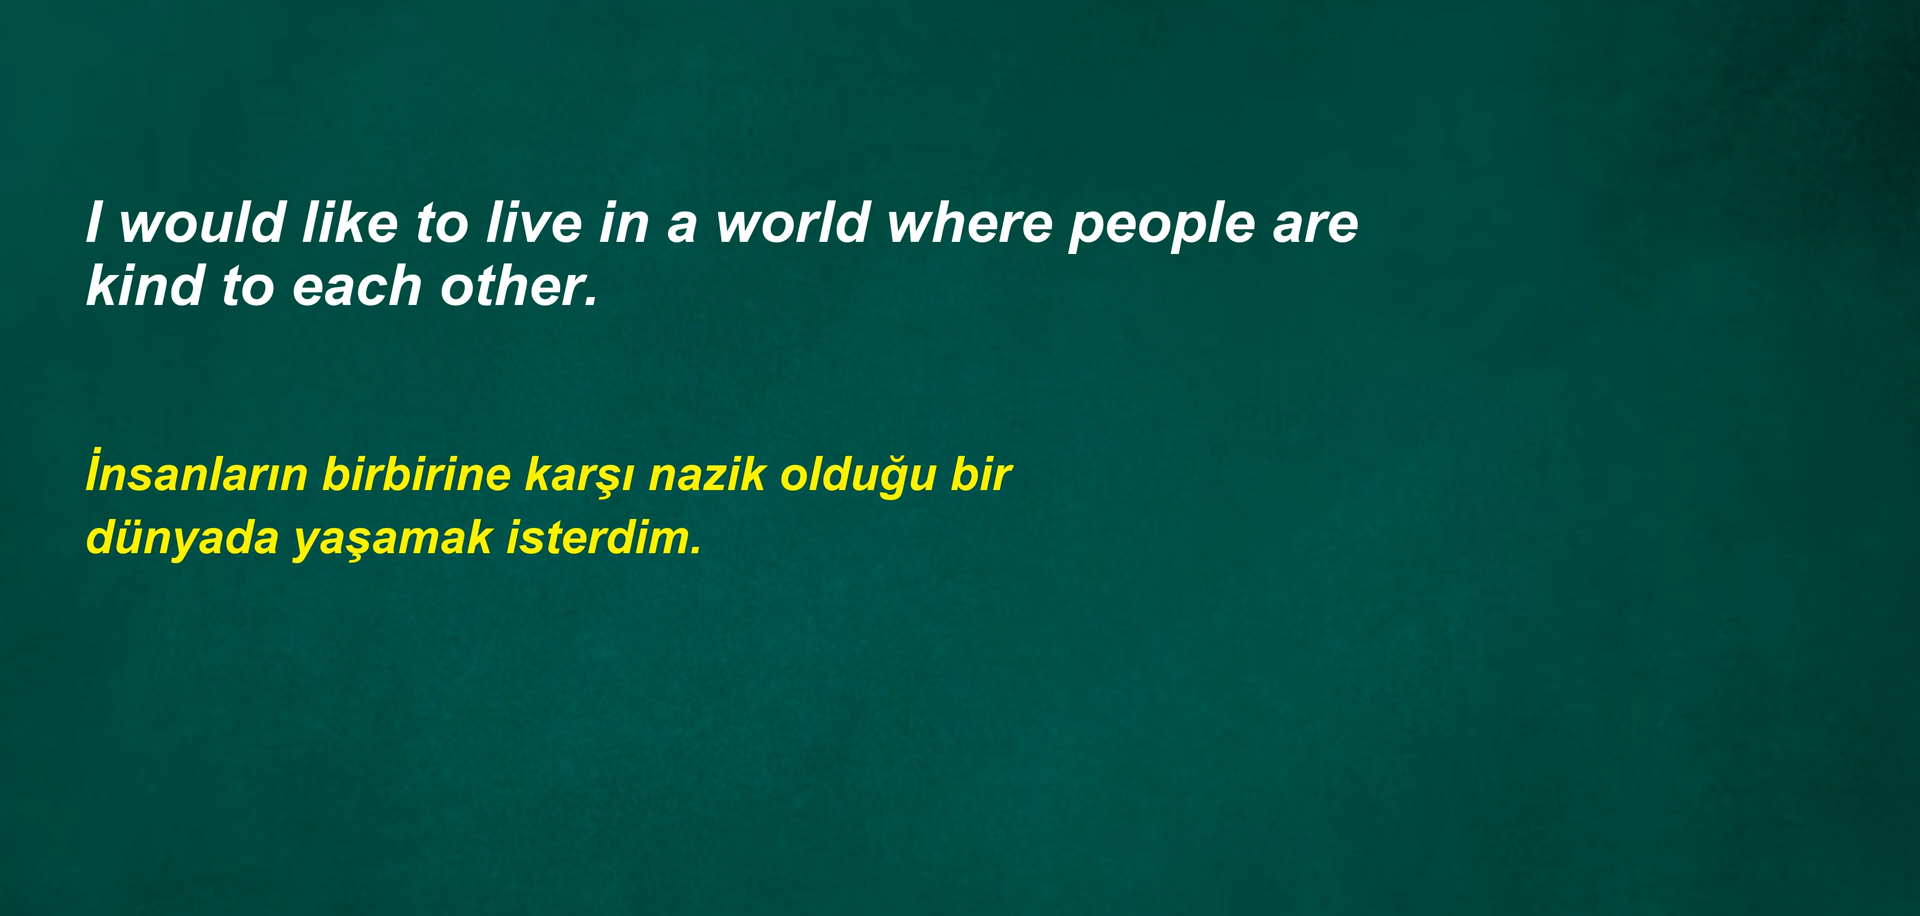 I would like to live in a world where people are
kind to each other.
İnsanların birbirine karşı nazik olduğu bir
dünyada yaşamak isterdim.